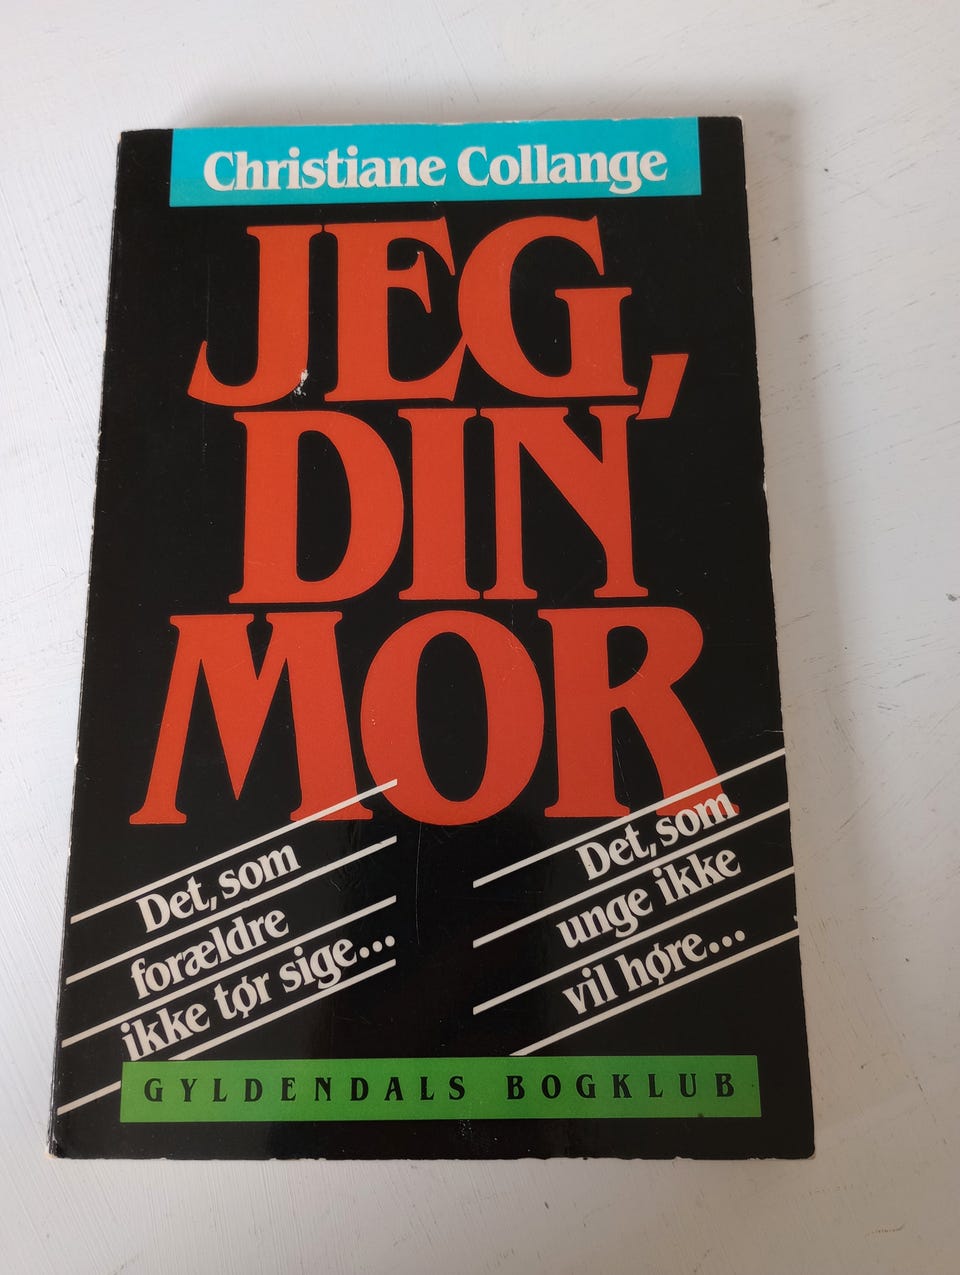 Christiane Collange
JEG,
DIN
MOR
Det, som
forældre
ikke tør sige...
Det, som
unge ikke
vil høre...
GYLDENDALS BOGKLUB